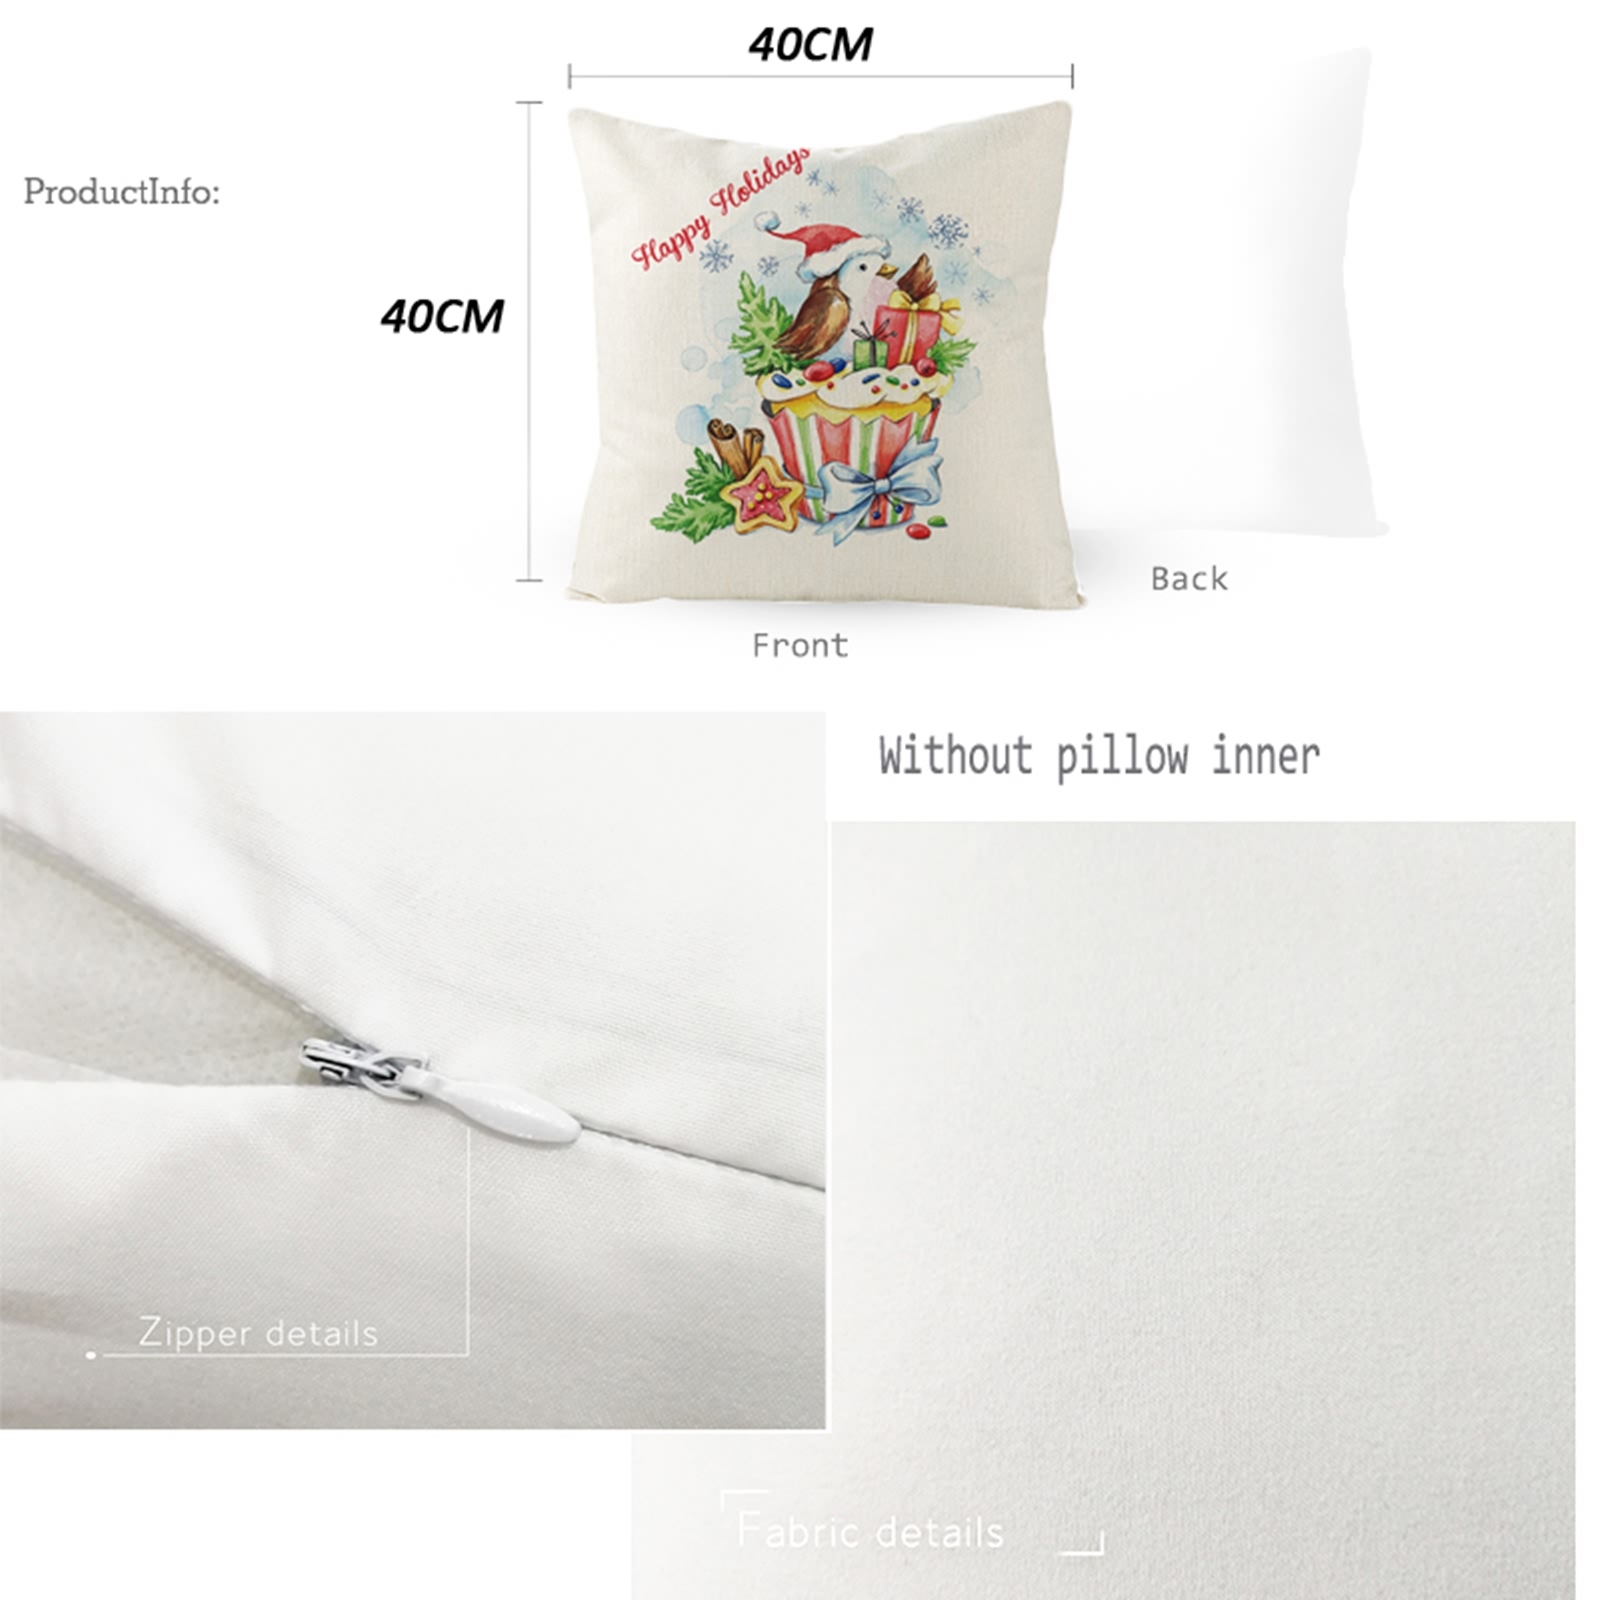 40CM
ProductInfo:
Happy Holidays
40CM
Back
Front
Without pillow inner
Zipper details
Fabric details